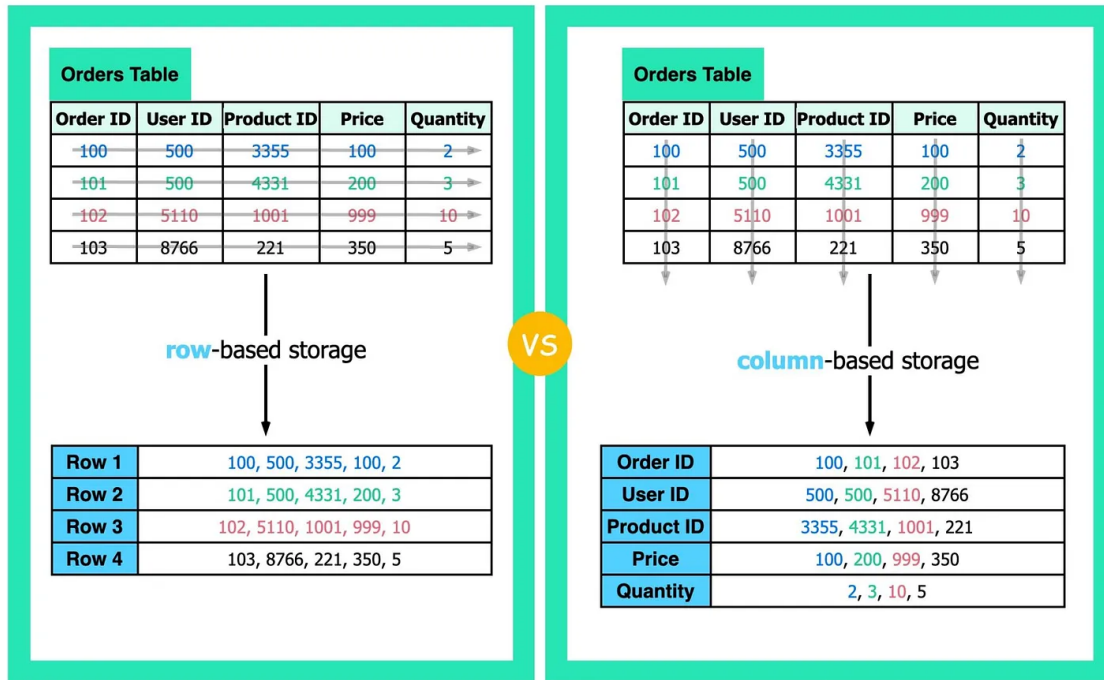 Orders Table
Order ID User ID Product ID Price Quantity
100 500 3355 100 2
101 500 4331 200 3
102 5110 1001 999 10
103 8766 221 350 5
row-based storage
Row 1 100, 500, 3355, 100, 2
Row 2 101, 500, 4331, 200, 3
Row 3 102, 5110, 1001, 999, 10
Row 4 103, 8766, 221, 350, 5
VS
Orders Table
Order ID User ID Product ID Price Quantity
100 500 3355 100 2
101 500 4331 200 3
102 5110 1001 999 10
103 8766 221 350 5
column-based storage
Order ID 100, 101, 102, 103
User ID 500, 500, 5110, 8766
Product ID 3355, 4331, 1001, 221
Price 100, 200, 999, 350
Quantity 2, 3, 10, 5